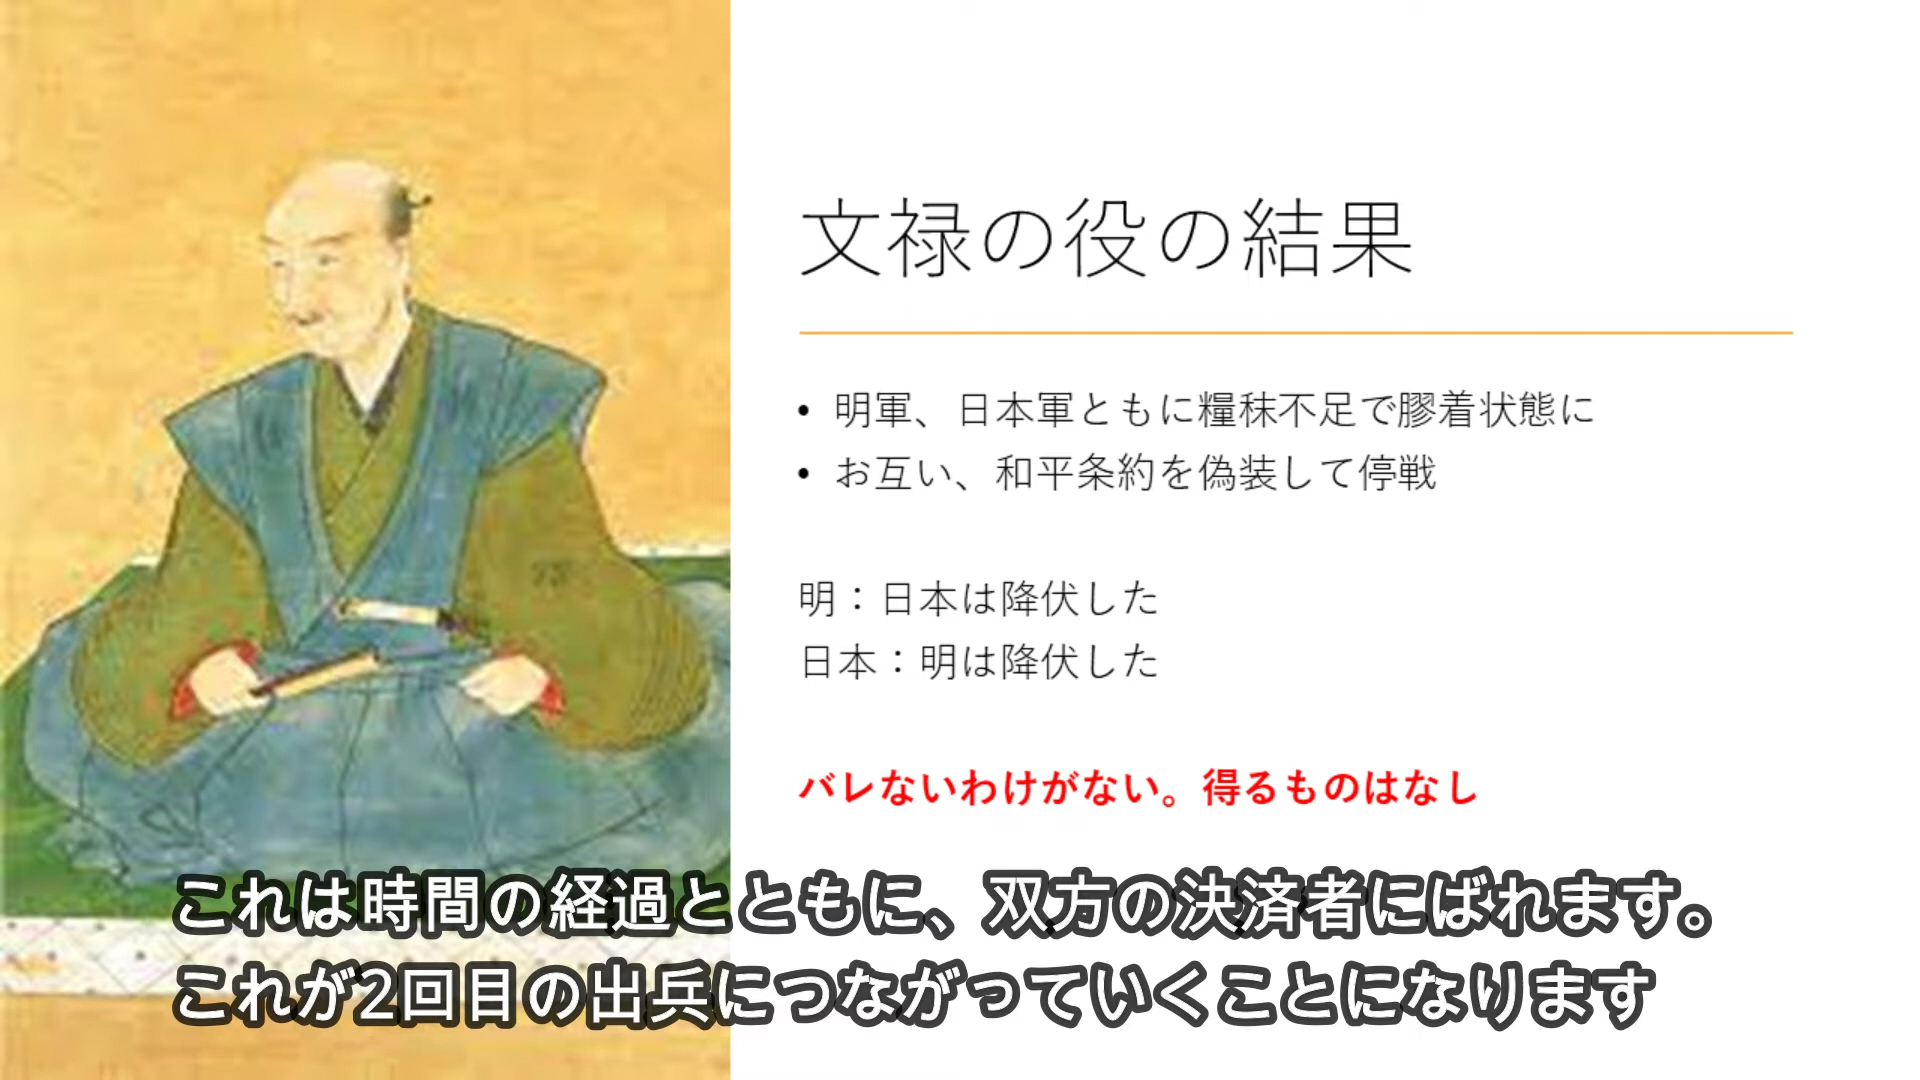 文禄の役の結果
• 明軍、日本軍ともに糧秣不足で膠着状態に
• お互い、和平条約を偽装して停戦
明：日本は降伏した
日本：明は降伏した
バレないわけがない。得るものはなし
これは時間の経過とともに、双方の決済者にばれます。
これが2回目の出兵につながっていくことになります